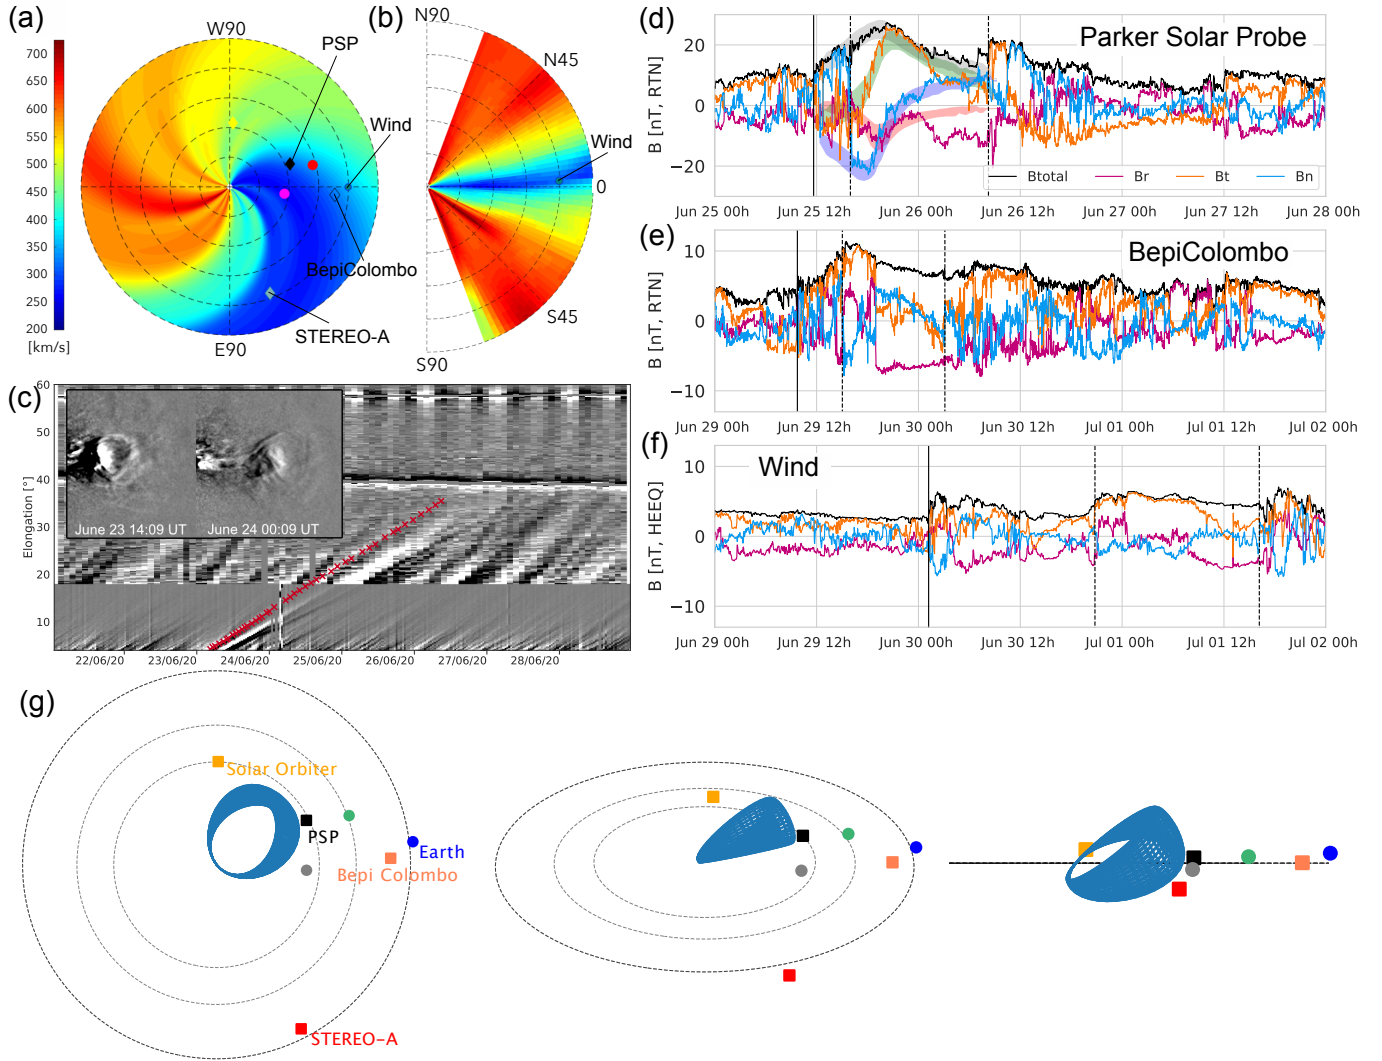 (a)
W90
PSP
Wind
BepiColombo
STEREO-A
E90
700
650
600
550
500
450
400
350
300
250
200
[km/s]
(b)
N90
N45
Wind
0
S45
S90
(c)
60
50
40
30
20
10
Elongation [°]
June 23 14:09 UT
June 24 00:09 UT
22/06/20 23/06/20 24/06/20 25/06/20 26/06/20 27/06/20 28/06/20
(d)
Parker Solar Probe
B [nT, RTN]
20
0
−20
Btotal Br Bt Bn
Jun 25 00h Jun 25 12h Jun 26 00h Jun 26 12h Jun 27 00h Jun 27 12h Jun 28 00h
(e)
BepiColombo
B [nT, RTN]
10
0
−10
Jun 29 00h Jun 29 12h Jun 30 00h Jun 30 12h Jul 01 00h Jul 01 12h Jul 02 00h
(f)
Wind
B [nT, HEEQ]
10
0
−10
Jun 29 00h Jun 29 12h Jun 30 00h Jun 30 12h Jul 01 00h Jul 01 12h Jul 02 00h
(g)
Solar Orbiter
PSP
Earth
Bepi Colombo
STEREO-A